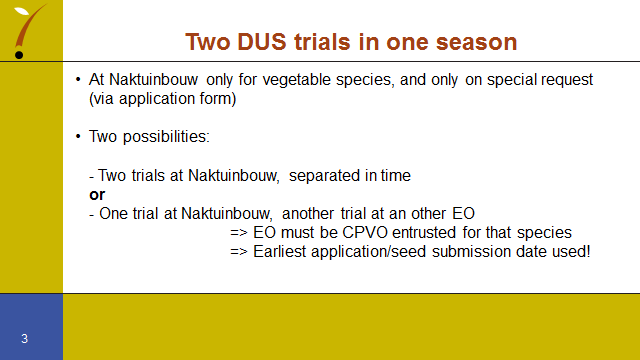 Two DUS trials in one season
• At Naktuinbouw only for vegetable species, and only on special request
(via application form)
• Two possibilities:
- Two trials at Naktuinbouw, separated in time
or
- One trial at Naktuinbouw, another trial at an other EO
=> EO must be CPVO entrusted for that species
=> Earliest application/seed submission date used!
3